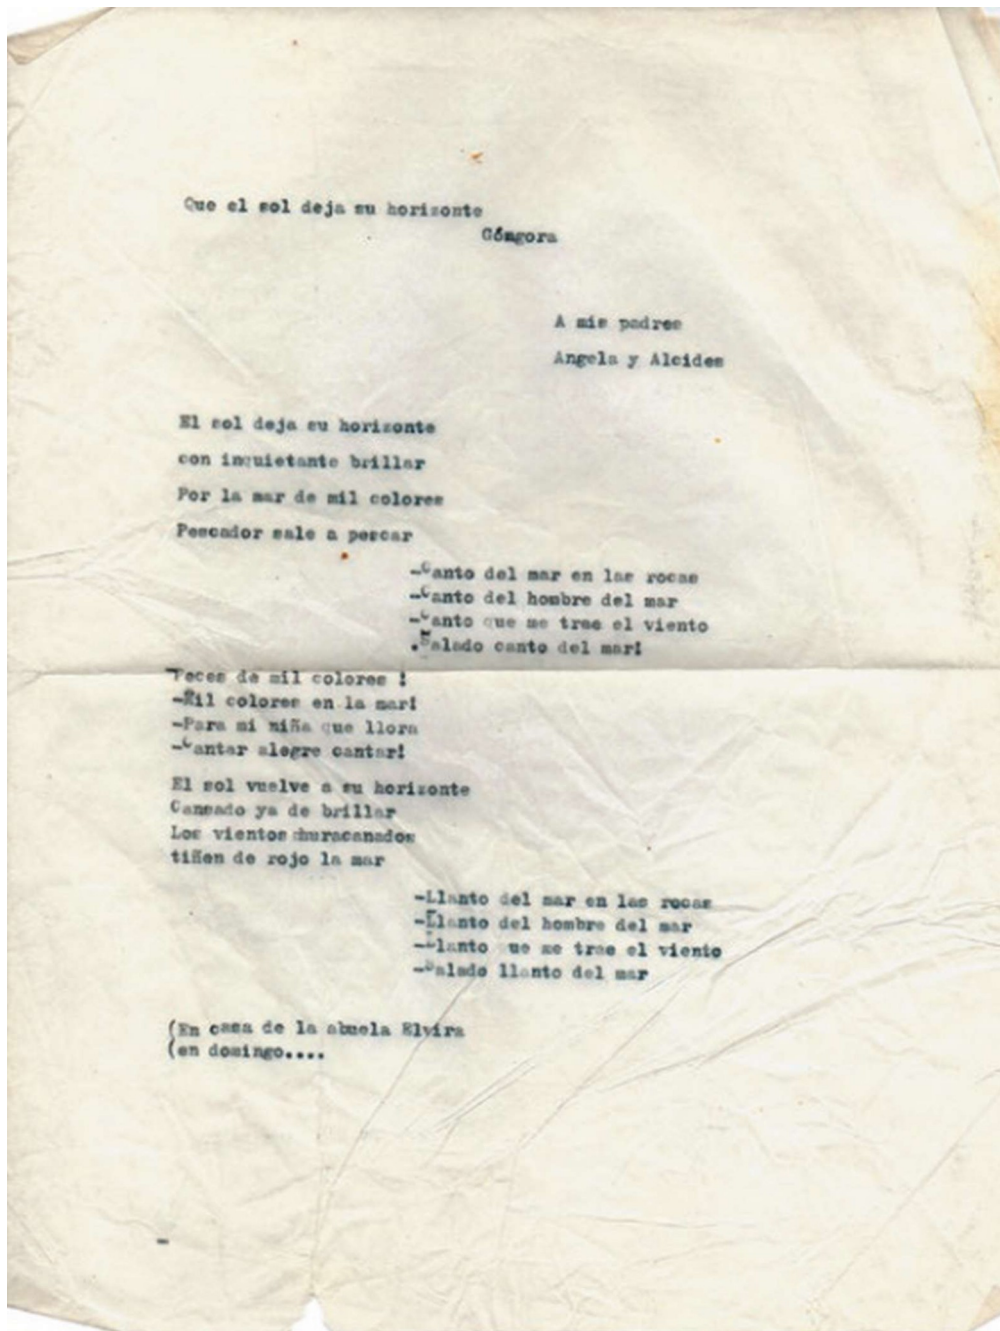 Que el sol deja su horizonte
Góngora
A mis padres
Angela y Alcides
El sol deja su horizonte
con inquietante brillar
Por la mar de mil colores
Pescador sale a pescar
-Canto del mar en las rocas
-Canto del hombre del mar
-Canto que me trae el viento
.Salado canto del mar!
Peces de mil colores !
-Mil colores en la mar!
-Para mi niña que llora
-Cantar alegre cantar!
El sol vuelve a su horizonte
Cansado ya de brillar
Los vientos huracanados
tiñen de rojo la mar
-Llanto del mar en las rocas
-Llanto del hombre del mar
-Llanto ue me trae el viento
-Salado llanto del mar
(En casa de la abuela Elvira
(en domingo....
-